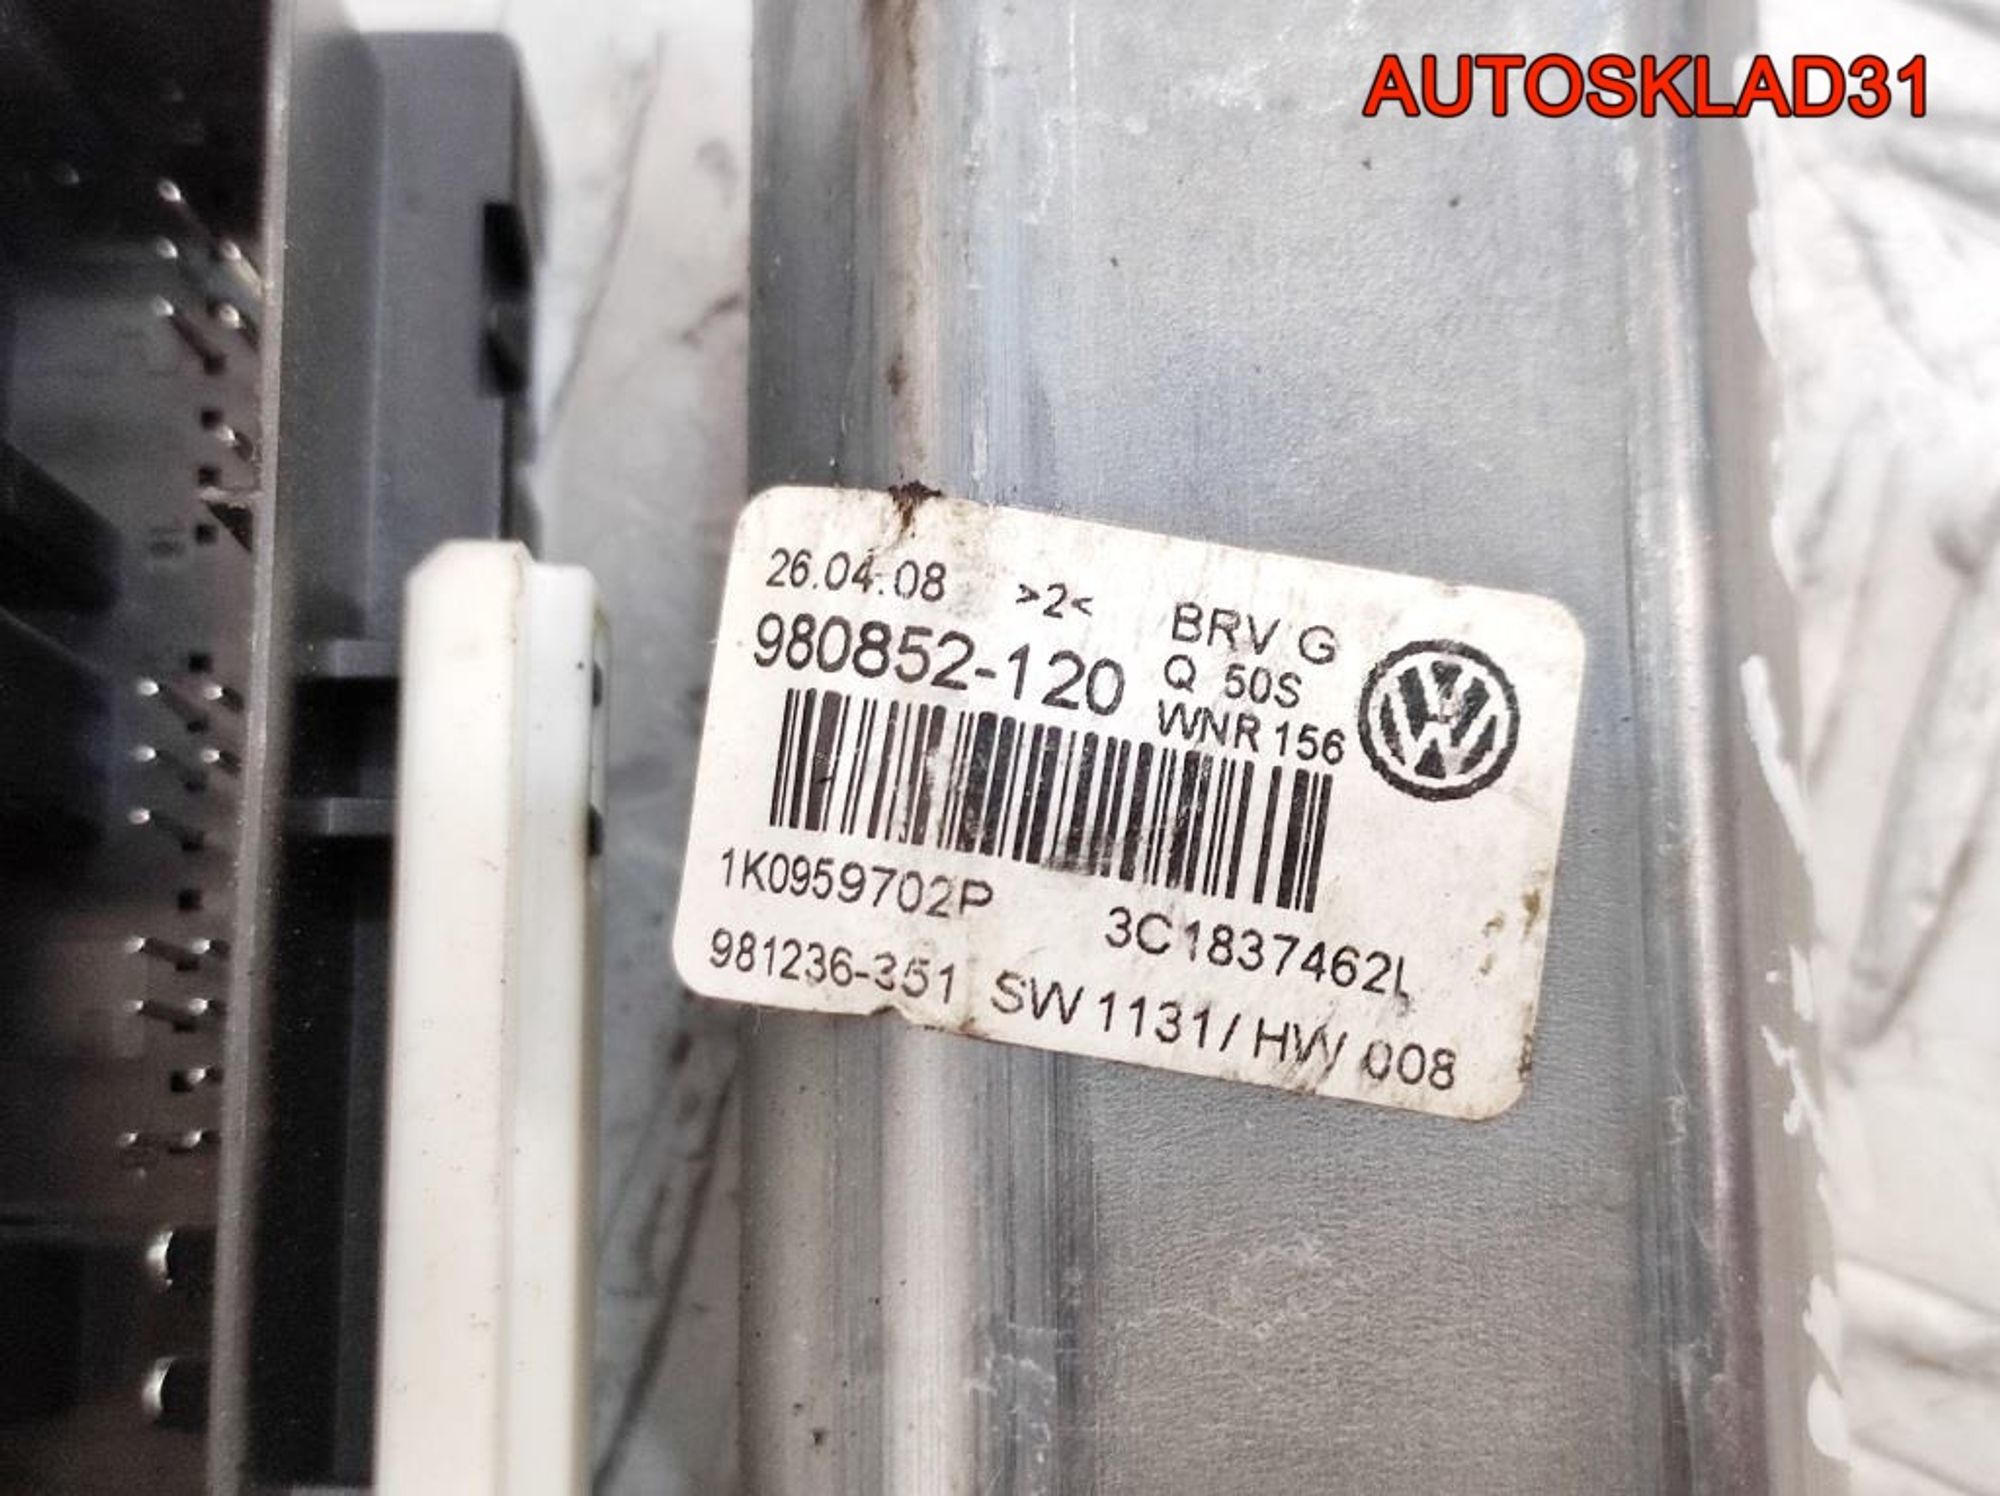 AUTOSKLAD31
26.04.08 >2< BRV G
980852-120 Q 50S
WNR 156
1K0959702P 3C1837462L
981236-351 SW 1131/ HW 008